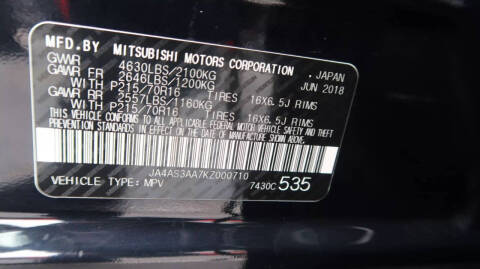 MFD.BY MITSUBISHI MOTORS CORPORATION , JAPAN
GVWR 4630LBS/2100KG JUN 2018
GAWR FR 2646LBS/1200KG
WITH P215/70R16 TIRES 16X6.5J RIMS
GAWR RR 2557LBS/1160KG
WITH P215/70R16 TIRES 16X6.5J RIMS
THIS VEHICLE CONFORMS TO ALL APPLICABLE FEDERAL MOTOR VEHICLE SAFETY AND THEFT
PREVENTION STANDARDS IN EFFECT ON THE DATE OF MANUFACTURE SHOWN ABOVE.
JA4AS3AA7KZ000710
VEHICLE TYPE: MPV 7430C 535